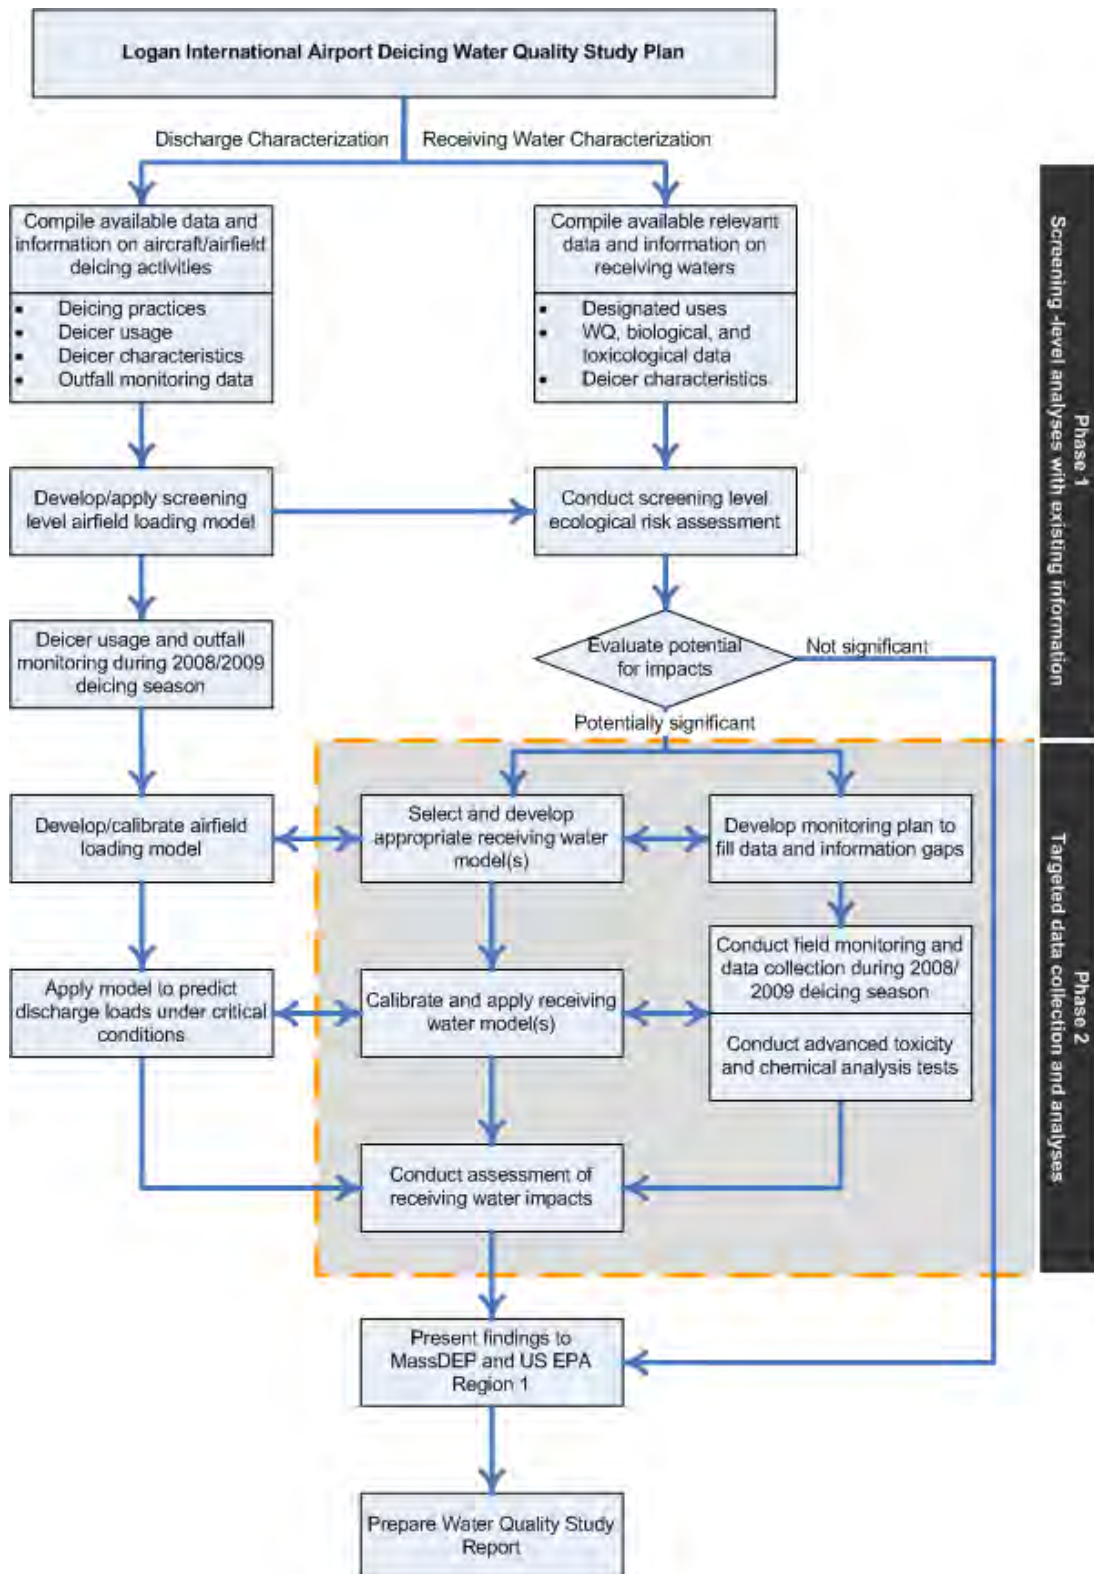 Logan International Airport Deicing Water Quality Study Plan
Discharge Characterization
Receiving Water Characterization
Compile available data and
information on aircraft/airfield
deicing activities
▪ Deicing practices
▪ Deicer usage
▪ Deicer characteristics
▪ Outfall monitoring data
Compile available relevant
data and information on
receiving waters
▪ Designated uses
▪ WQ, biological, and
toxicological data
▪ Deicer characteristics
Phase 1
Screening -level analyses with existing information
Develop/apply screening
level airfield loading model
Conduct screening level
ecological risk assessment
Deicer usage and outfall
monitoring during 2008/2009
deicing season
Evaluate potential
for impacts
Not significant
Potentially significant
Phase 2
Targeted data collection and analyses
Develop/calibrate airfield
loading model
Select and develop
appropriate receiving water
model(s)
Develop monitoring plan to
fill data and information gaps
Apply model to predict
discharge loads under critical
conditions
Calibrate and apply receiving
water model(s)
Conduct field monitoring and
data collection during 2008/
2009 deicing season
Conduct advanced toxicity
and chemical analysis tests
Conduct assessment of
receiving water impacts
Present findings to
MassDEP and US EPA
Region 1
Prepare Water Quality Study
Report